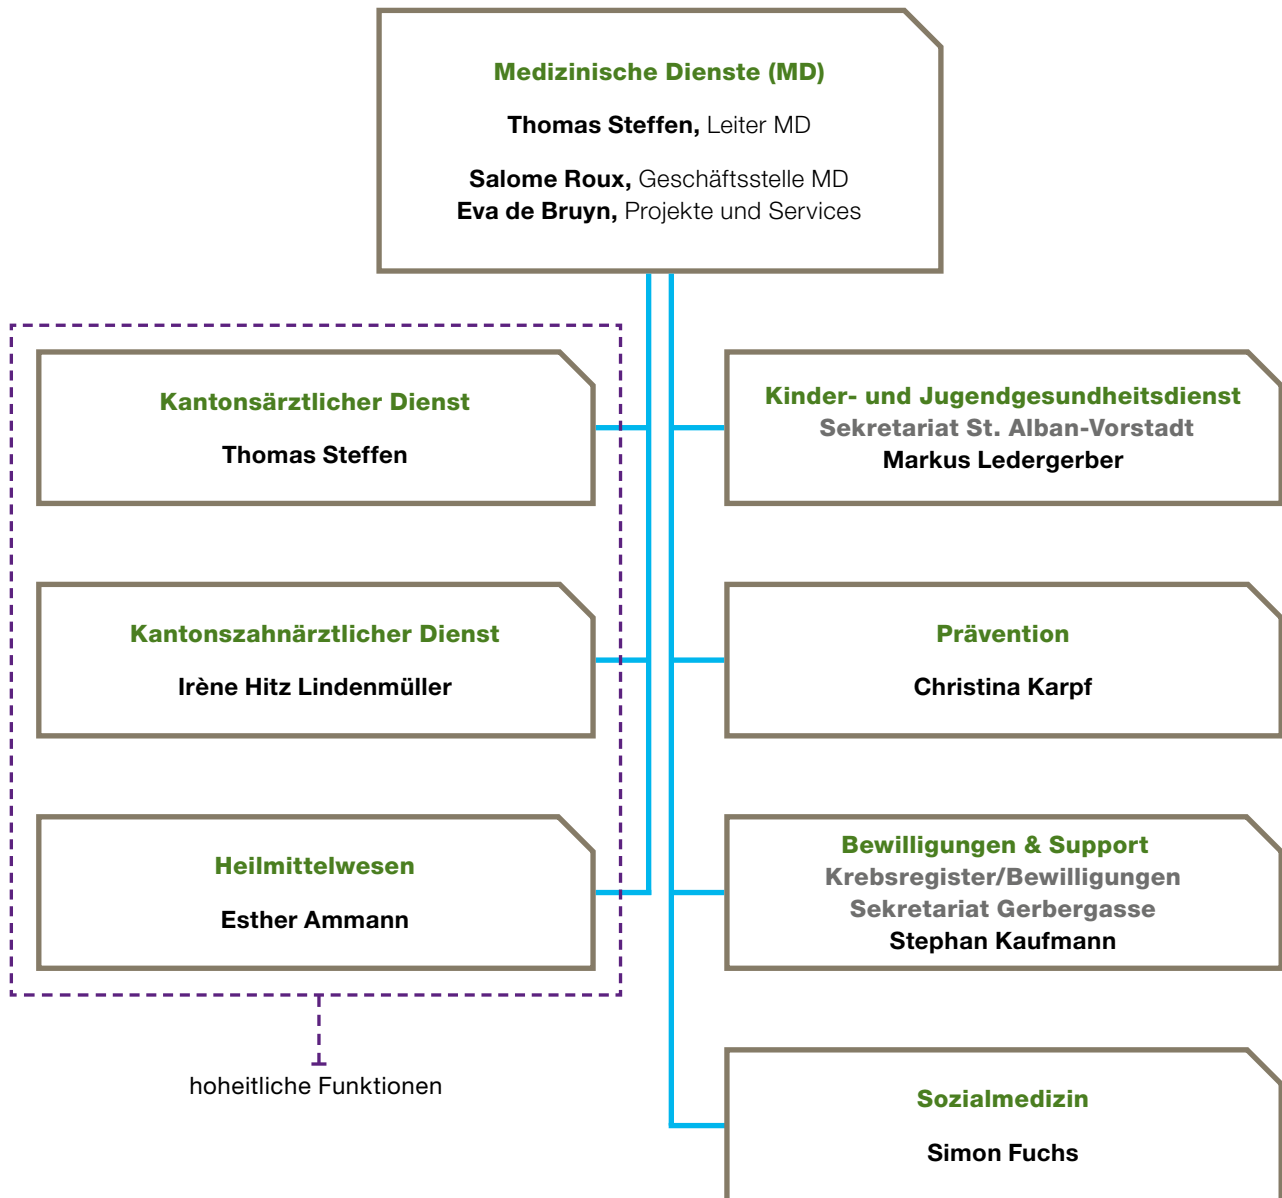 Medizinische Dienste (MD)
Thomas Steffen, Leiter MD
Salome Roux, Geschäftsstelle MD
Eva de Bruyn, Projekte und Services
Kantonsärztlicher Dienst
Thomas Steffen
Kantonszahnärztlicher Dienst
Irène Hitz Lindenmüller
Heilmittelwesen
Esther Ammann
hoheitliche Funktionen
Kinder- und Jugendgesundheitsdienst
Sekretariat St. Alban-Vorstadt
Markus Ledergerber
Prävention
Christina Karpf
Bewilligungen & Support
Krebsregister/Bewilligungen
Sekretariat Gerbergasse
Stephan Kaufmann
Sozialmedizin
Simon Fuchs